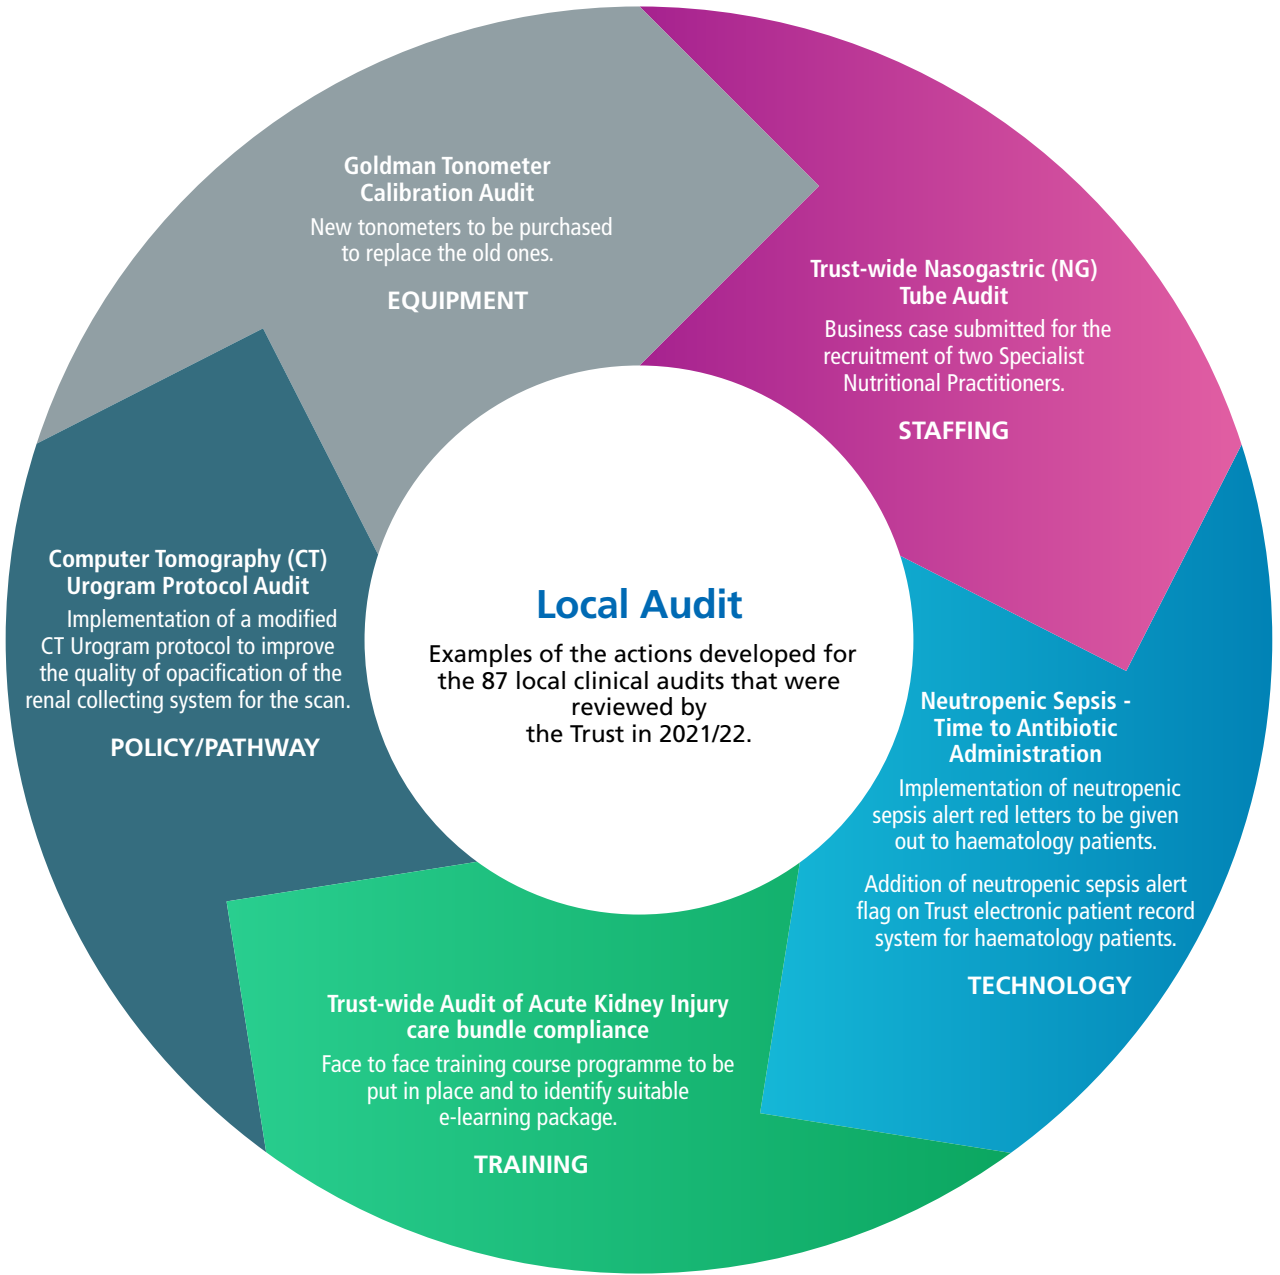 Goldman Tonometer
Calibration Audit
New tonometers to be purchased
to replace the old ones.
EQUIPMENT
Trust-wide Nasogastric (NG)
Tube Audit
Business case submitted for the
recruitment of two Specialist
Nutritional Practitioners.
STAFFING
Neutropenic Sepsis -
Time to Antibiotic
Administration
Implementation of neutropenic
sepsis alert red letters to be given
out to haematology patients.
Addition of neutropenic sepsis alert
flag on Trust electronic patient record
system for haematology patients.
TECHNOLOGY
Trust-wide Audit of Acute Kidney Injury
care bundle compliance
Face to face training course programme to be
put in place and to identify suitable
e-learning package.
TRAINING
Computer Tomography (CT)
Urogram Protocol Audit
Implementation of a modified
CT Urogram protocol to improve
the quality of opacification of the
renal collecting system for the scan.
POLICY/PATHWAY
Local Audit
Examples of the actions developed for
the 87 local clinical audits that were
reviewed by
the Trust in 2021/22.